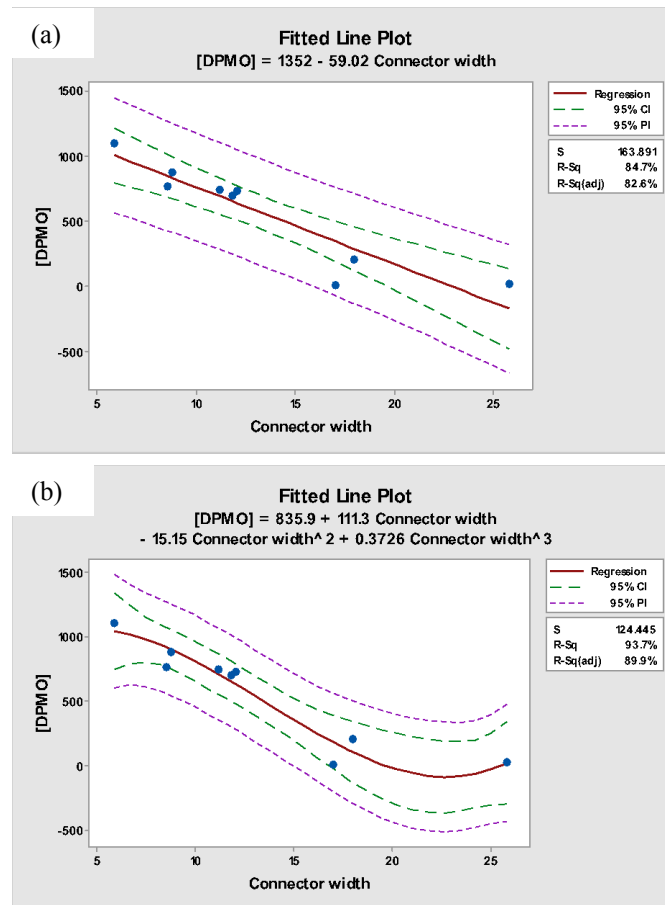 (a)
Fitted Line Plot
[DPMO] = 1352 - 59.02 Connector width
1500
1000
500
0
-500
[DPMO]
5
10
15
20
25
Connector width
Regression
95% CI
95% PI
S 163.891
R-Sq 84.7%
R-Sq(adj) 82.6%
(b)
Fitted Line Plot
[DPMO] = 835.9 + 111.3 Connector width
- 15.15 Connector width^ 2 + 0.3726 Connector width^ 3
1500
1000
500
0
-500
[DPMO]
5
10
15
20
25
Connector width
Regression
95% CI
95% PI
S 124.445
R-Sq 93.7%
R-Sq(adj) 89.9%